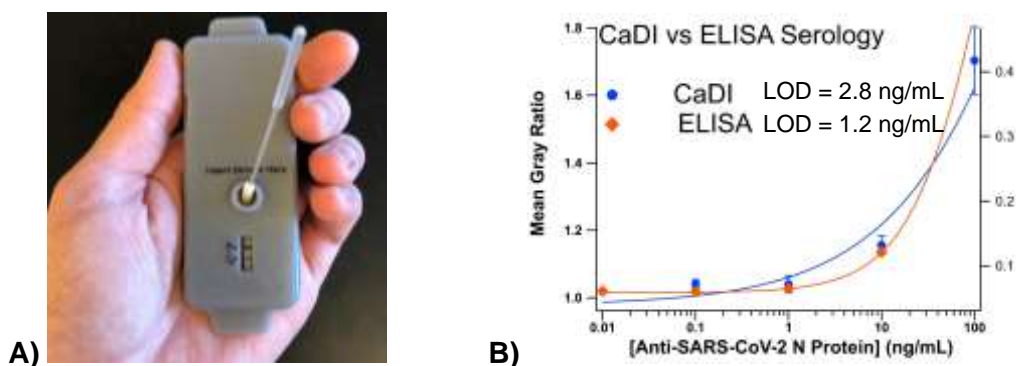 A)
B)
CaDI vs ELISA Serology
CaDI LOD = 2.8 ng/mL
ELISA LOD = 1.2 ng/mL
Mean Gray Ratio
1.8
1.6
1.4
1.2
1.0
0.4
0.3
0.2
0.1
0.01 0.1 1 10 100
[Anti-SARS-CoV-2 N Protein] (ng/mL)